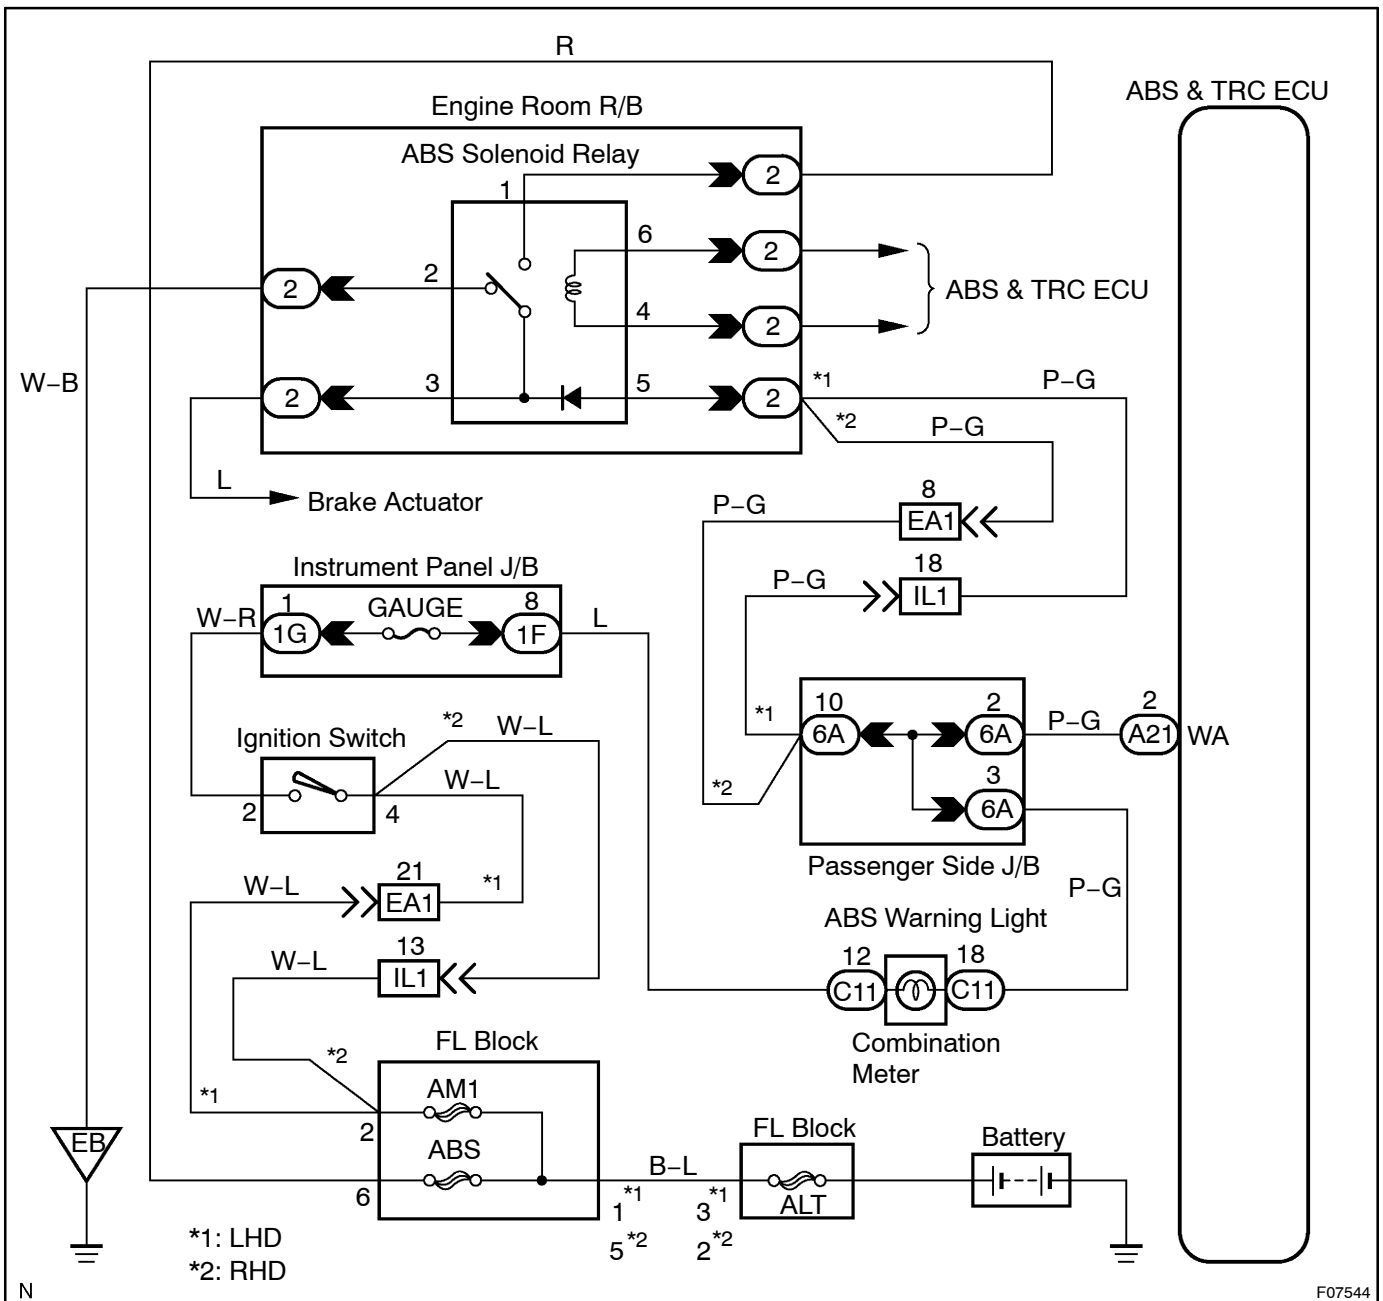 R
ABS & TRC ECU
Engine Room R/B
ABS Solenoid Relay
1
2
6
2
2
2
ABS & TRC ECU
4
2
W–B
2
3
5
2
*1
P–G
*2
P–G
L
Brake Actuator
8
EA1
P–G
18
IL1
P–G
Instrument Panel J/B
W–R
1
1G
GAUGE
8
1F
L
10
6A
*1
*2
2
6A
P–G
2
A21
WA
3
6A
Passenger Side J/B
P–G
Ignition Switch
*2
W–L
W–L
2
4
21
EA1
W–L
*1
13
IL1
W–L
ABS Warning Light
12
C11
18
C11
Combination
Meter
FL Block
*2
*1
AM1
2
ABS
6
B–L
1*1
5*2
3*1
2*2
FL Block
ALT
Battery
EB
*1: LHD
*2: RHD
N
F07544